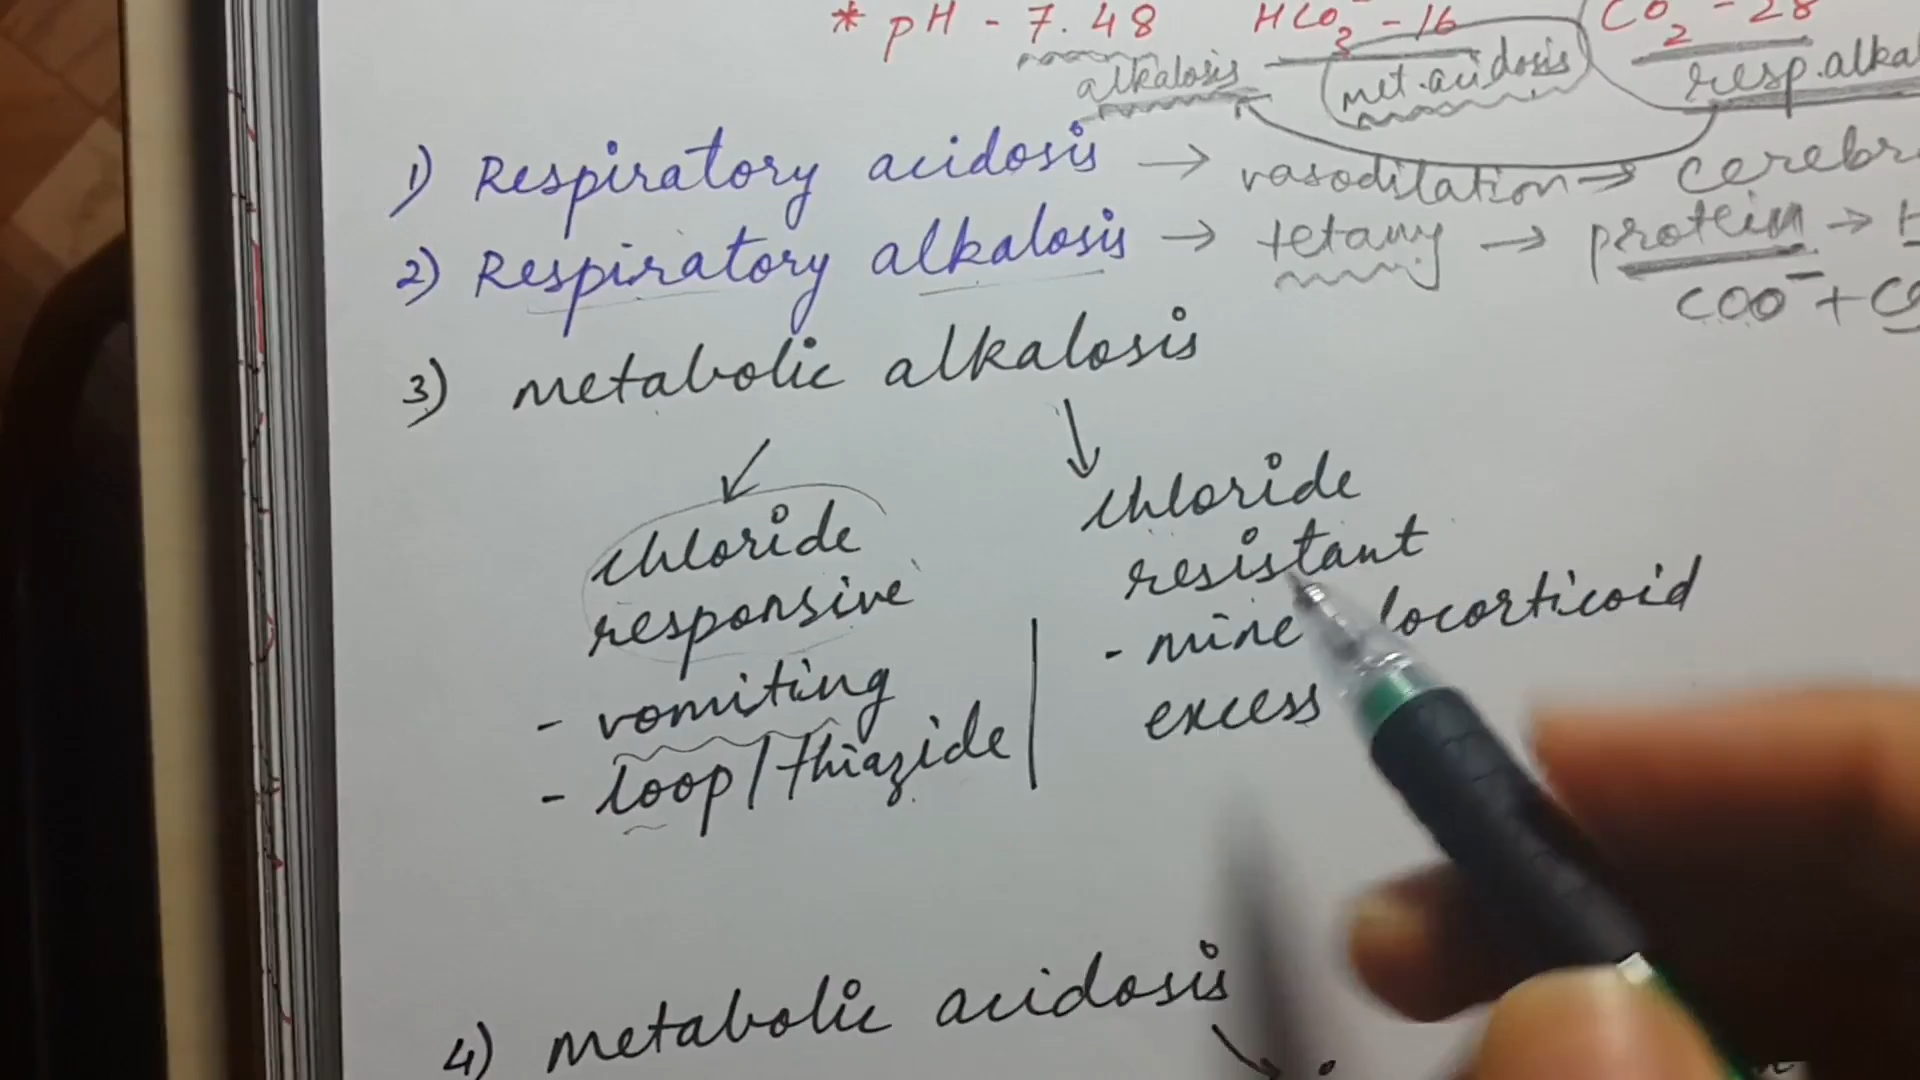 * pH - 7.48 HCO3 - 16 CO2 - 28
alkalosis met.acidosis resp.alka
1) Respiratory acidosis → vasodilation → cerebr
2) Respiratory alkalosis → tetany → protein → H
COO⁻ + Ca
3) metabolic alkalosis
chloride
responsive
- vomiting
- loop/thiazide
chloride
resistant
- mine locorticoid
excess
4) metabolic acidosis